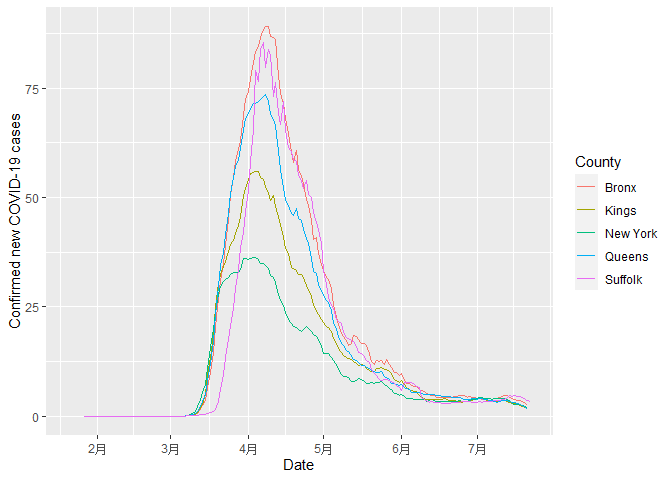 Confirmed new COVID-19 cases
75
50
25
0
2月 3月 4月 5月 6月 7月
Date
County
Bronx
Kings
New York
Queens
Suffolk